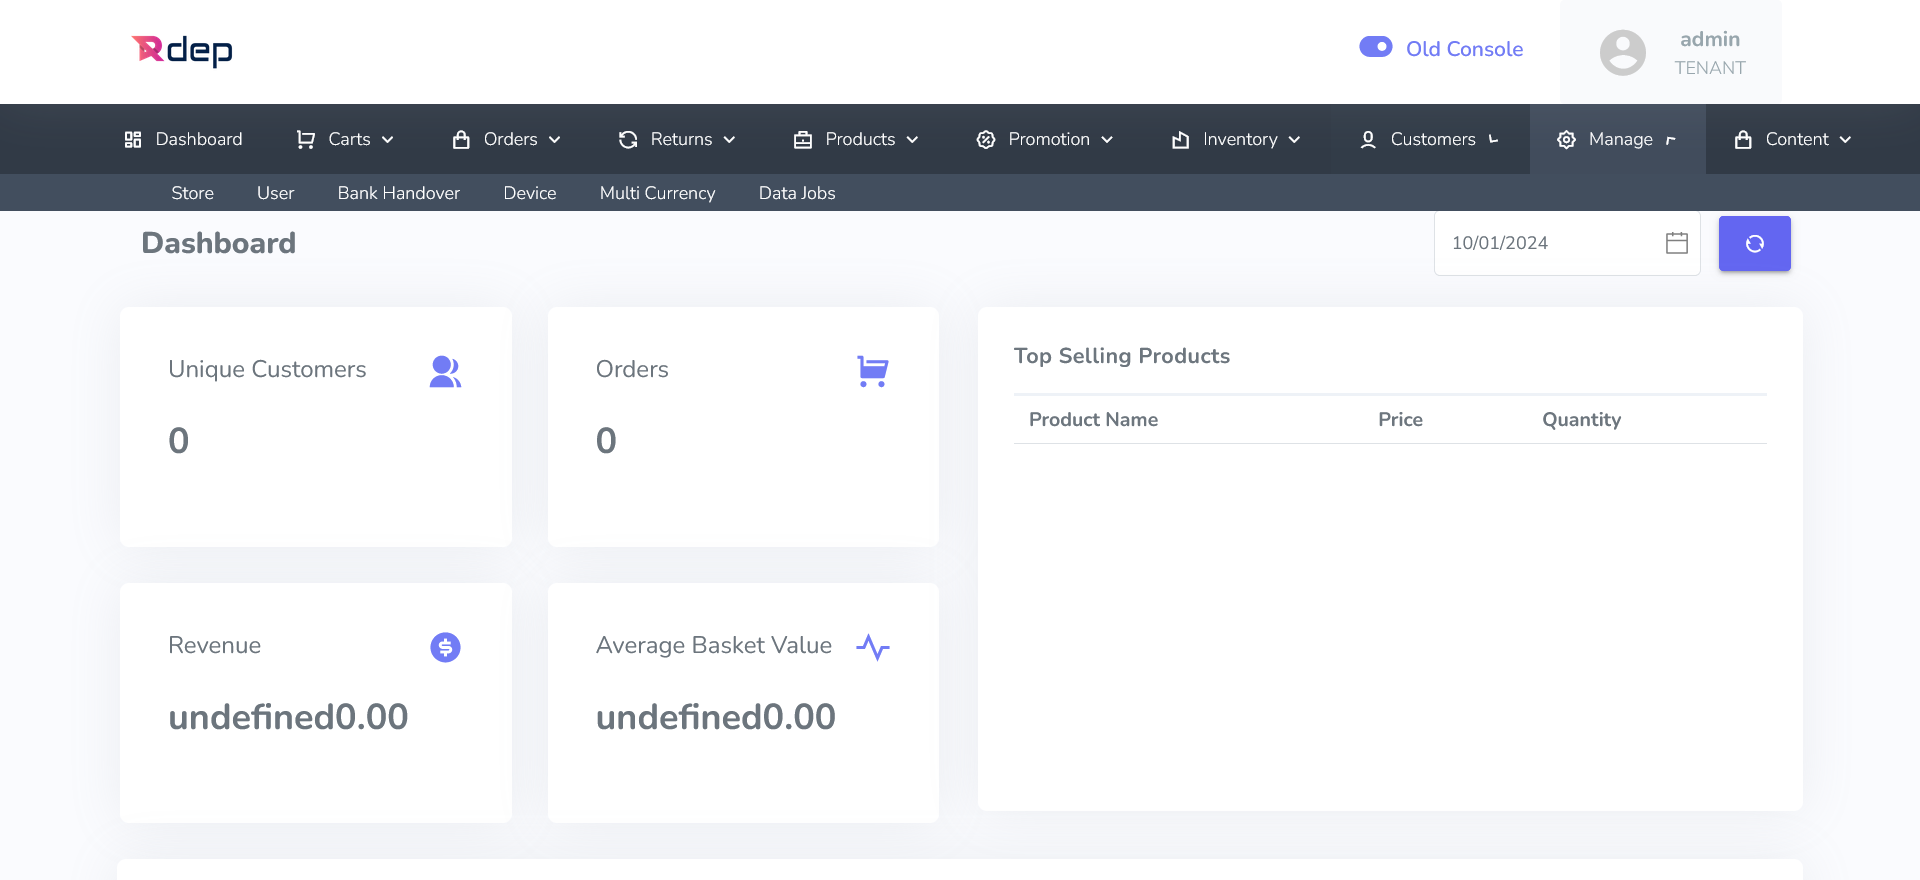 Rdep
Old Console
admin
TENANT
Dashboard Carts Orders Returns Products Promotion Inventory Customers Manage Content
Store User Bank Handover Device Multi Currency Data Jobs
Dashboard
10/01/2024
Unique Customers
0
Orders
0
Top Selling Products
Product Name Price Quantity
Revenue
undefined0.00
Average Basket Value
undefined0.00